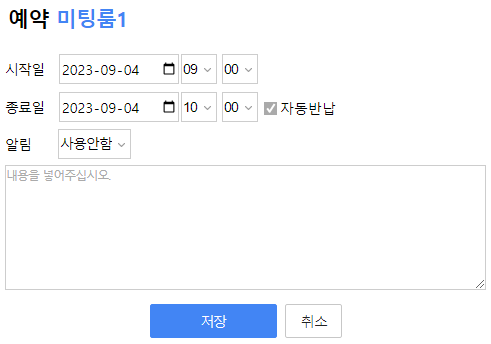 예약 미팅룸1
시작일 2023-09-04 09 00
종료일 2023-09-04 10 00 자동반납
알림 사용안함
내용을 넣어주십시오.
저장 취소